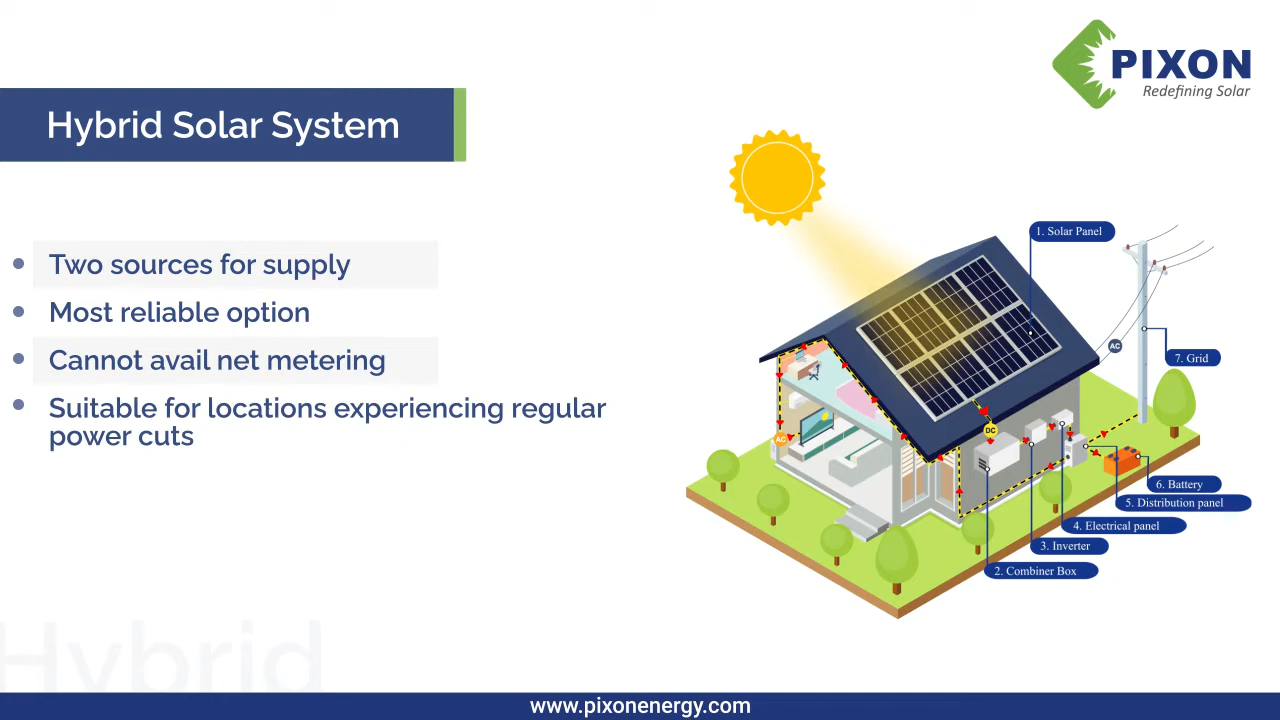 PIXON
Redefining Solar
Hybrid Solar System
Two sources for supply
Most reliable option
Cannot avail net metering
Suitable for locations experiencing regular
power cuts
1. Solar Panel
AC
7. Grid
DC
AC
6. Battery
5. Distribution panel
4. Electrical panel
3. Inverter
2. Combiner Box
Hybrid
www.pixonenergy.com